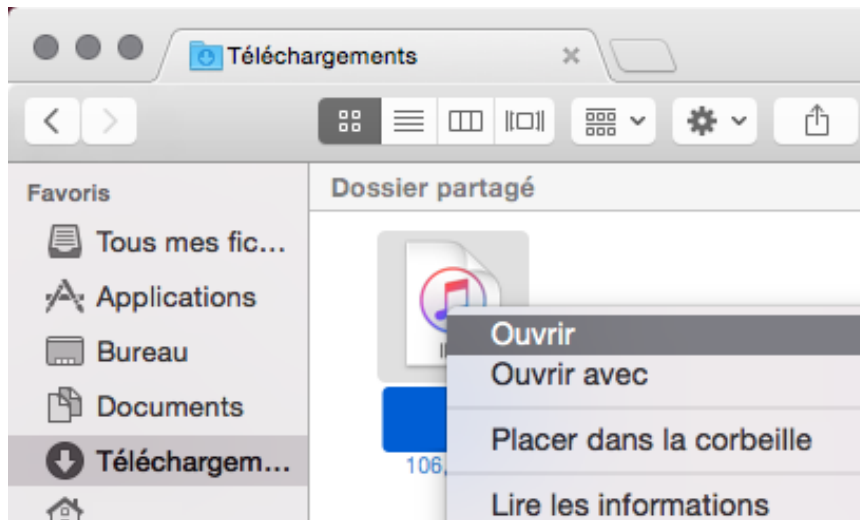 Téléchargements
Favoris
Dossier partagé
Tous mes fic...
Applications
Ouvrir
Bureau
Ouvrir avec
Documents
Placer dans la corbeille
Téléchargem...
106,
Lire les informations